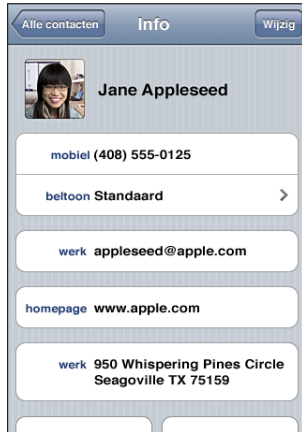 Alle contacten Info Wijzig
Jane Appleseed
mobiel (408) 555-0125
beltoon Standaard
werk appleseed@apple.com
homepage www.apple.com
werk 950 Whispering Pines Circle
Seagoville TX 75159